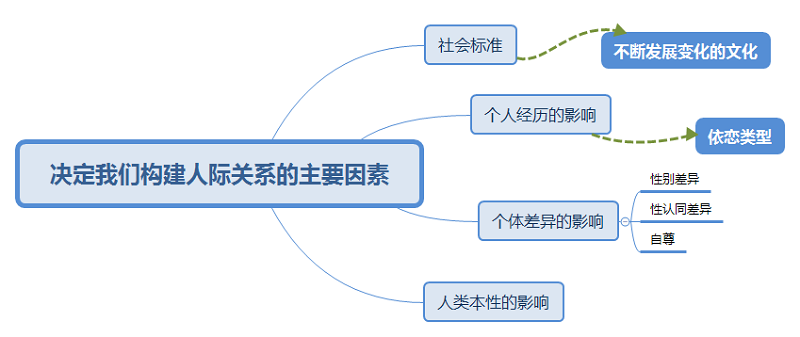 社会标准
不断发展变化的文化
个人经历的影响
依恋类型
决定我们构建人际关系的主要因素
个体差异的影响
性别差异
性认同差异
自尊
人类本性的影响